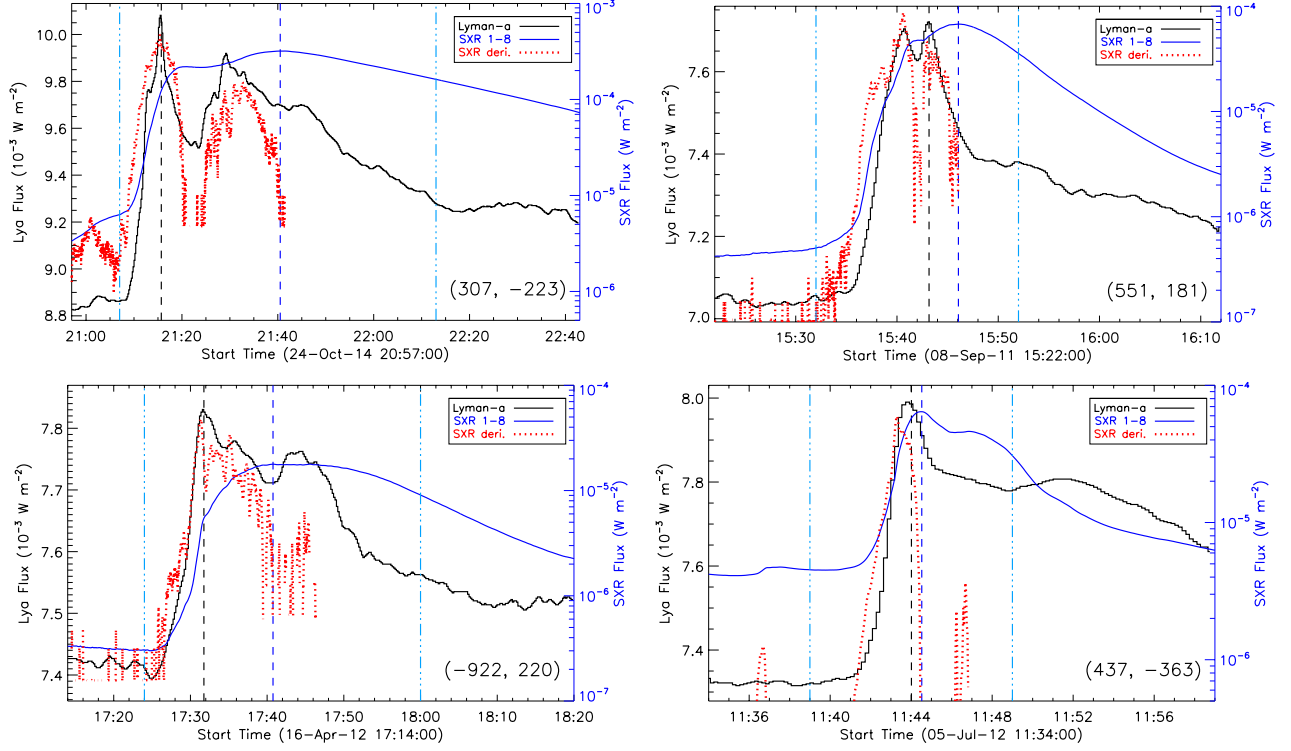 Lyman-a
SXR 1-8
SXR deri.
10.0
9.8
9.6
9.4
9.2
9.0
8.8
Lya Flux (10⁻³ W m⁻²)
10⁻³
10⁻⁴
10⁻⁵
10⁻⁶
SXR Flux (W m⁻²)
(307, −223)
21:00 21:20 21:40 22:00 22:20 22:40
Start Time (24-Oct-14 20:57:00)
Lyman-a
SXR 1-8
SXR deri.
7.6
7.4
7.2
7.0
Lya Flux (10⁻³ W m⁻²)
10⁻⁴
10⁻⁵
10⁻⁶
10⁻⁷
SXR Flux (W m⁻²)
(551, 181)
15:30 15:40 15:50 16:00 16:10
Start Time (08-Sep-11 15:22:00)
Lyman-a
SXR 1-8
SXR deri.
7.8
7.7
7.6
7.5
7.4
Lya Flux (10⁻³ W m⁻²)
10⁻⁴
10⁻⁵
10⁻⁶
10⁻⁷
SXR Flux (W m⁻²)
(−922, 220)
17:20 17:30 17:40 17:50 18:00 18:10 18:20
Start Time (16-Apr-12 17:14:00)
Lyman-a
SXR 1-8
SXR deri.
8.0
7.8
7.6
7.4
Lya Flux (10⁻³ W m⁻²)
10⁻⁴
10⁻⁵
10⁻⁶
SXR Flux (W m⁻²)
(437, −363)
11:36 11:40 11:44 11:48 11:52 11:56
Start Time (05-Jul-12 11:34:00)